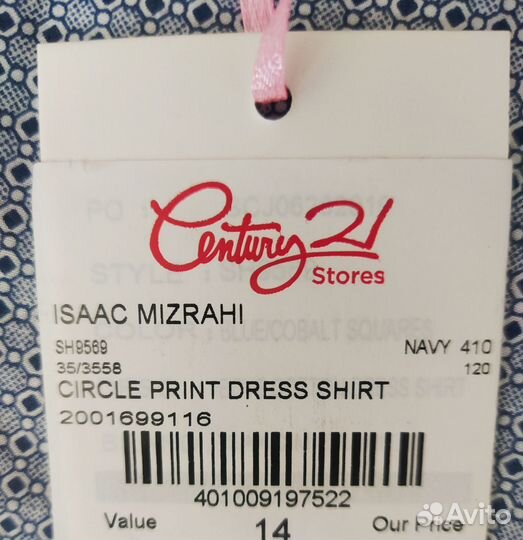 Century 21
Stores
ISAAC MIZRAHI
SH9569 NAVY 410
35/3558 120
CIRCLE PRINT DRESS SHIRT
2001699116
401009197522
Value 14 Our Price
Avito